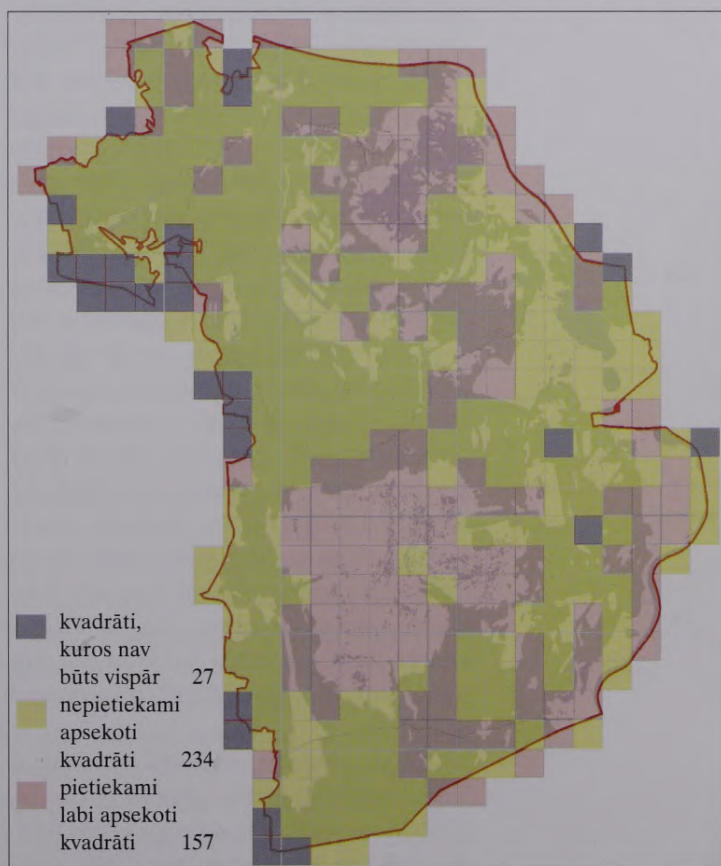 kvadrāti,
kuros nav
būts vispār 27
nepietiekami
apsekoti
kvadrāti 234
pietiekami
labi apsekoti
kvadrāti 157